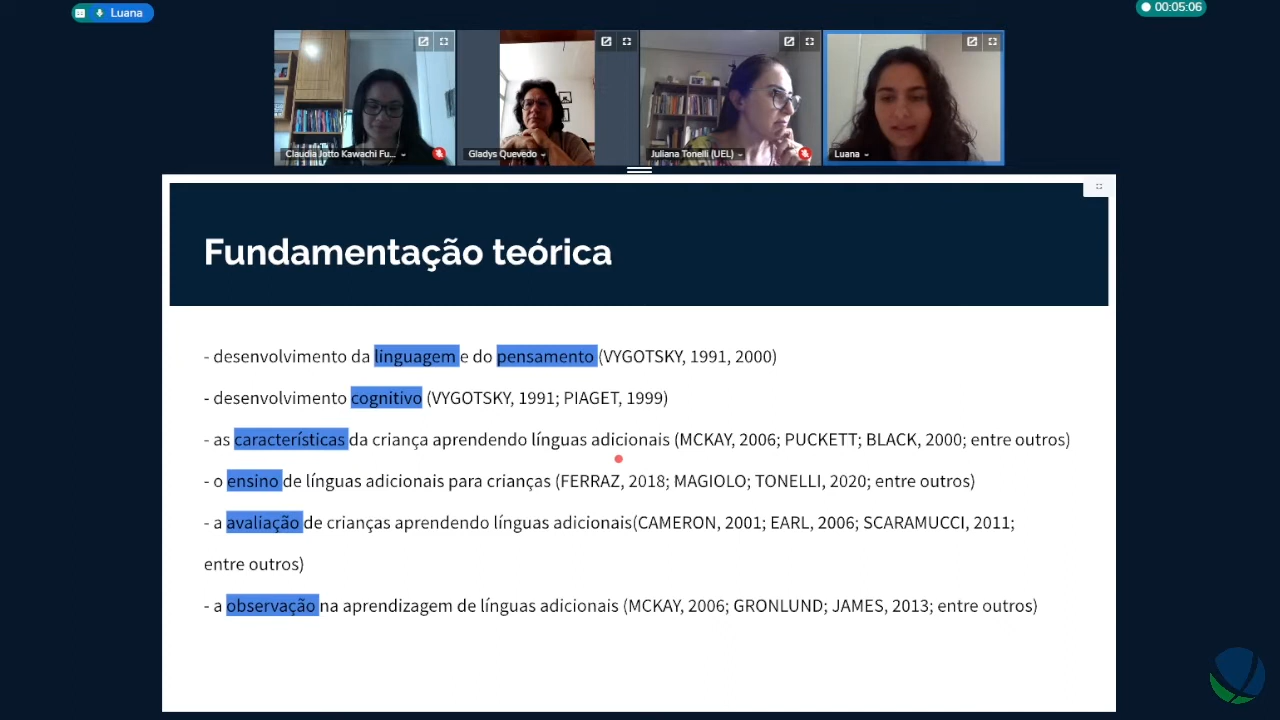 Luana
00:05:06
Claudia Jotto Kawachi Fu...
Gladys Quevedo
Juliana Tonelli (UEL)
Luana
Fundamentação teórica
- desenvolvimento da linguagem e do pensamento (VYGOTSKY, 1991, 2000)
- desenvolvimento cognitivo (VYGOTSKY, 1991; PIAGET, 1999)
- as características da criança aprendendo línguas adicionais (MCKAY, 2006; PUCKETT; BLACK, 2000; entre outros)
- o ensino de línguas adicionais para crianças (FERRAZ, 2018; MAGIOLO; TONELLI, 2020; entre outros)
- a avaliação de crianças aprendendo línguas adicionais(CAMERON, 2001; EARL, 2006; SCARAMUCCI, 2011;
entre outros)
- a observação na aprendizagem de línguas adicionais (MCKAY, 2006; GRONLUND; JAMES, 2013; entre outros)